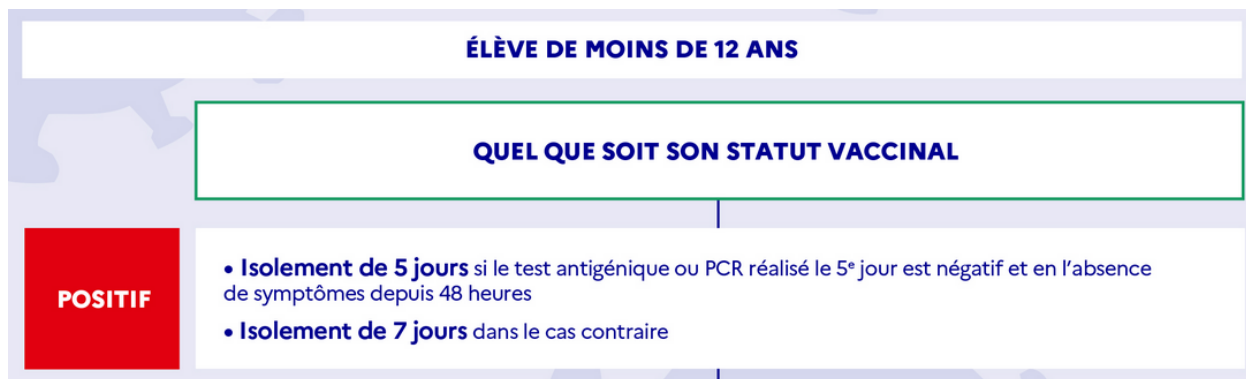 ÉLÈVE DE MOINS DE 12 ANS
QUEL QUE SOIT SON STATUT VACCINAL
POSITIF
• Isolement de 5 jours si le test antigénique ou PCR réalisé le 5ᵉ jour est négatif et en l’absence
de symptômes depuis 48 heures
• Isolement de 7 jours dans le cas contraire